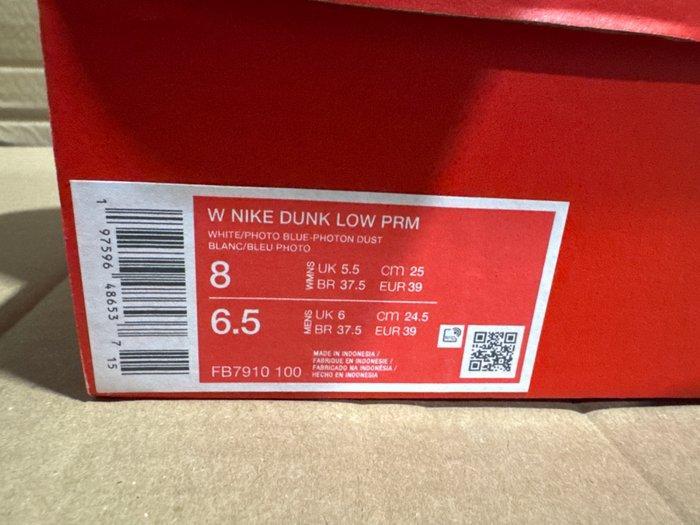 W NIKE DUNK LOW PRM
WHITE/PHOTO BLUE-PHOTON DUST
BLANC/BLEU PHOTO
8 WMNS UK 5.5 cm 25
BR 37.5 EUR 39
6.5 MENS UK 6 cm 24.5
BR 37.5 EUR 39
MADE IN INDONESIA /
FABRIQUE EN INDONESIE /
FABRICADO NA INDONÉSIA /
HECHO EN INDONESIA
FB7910 100
1 97596 48653 7 15